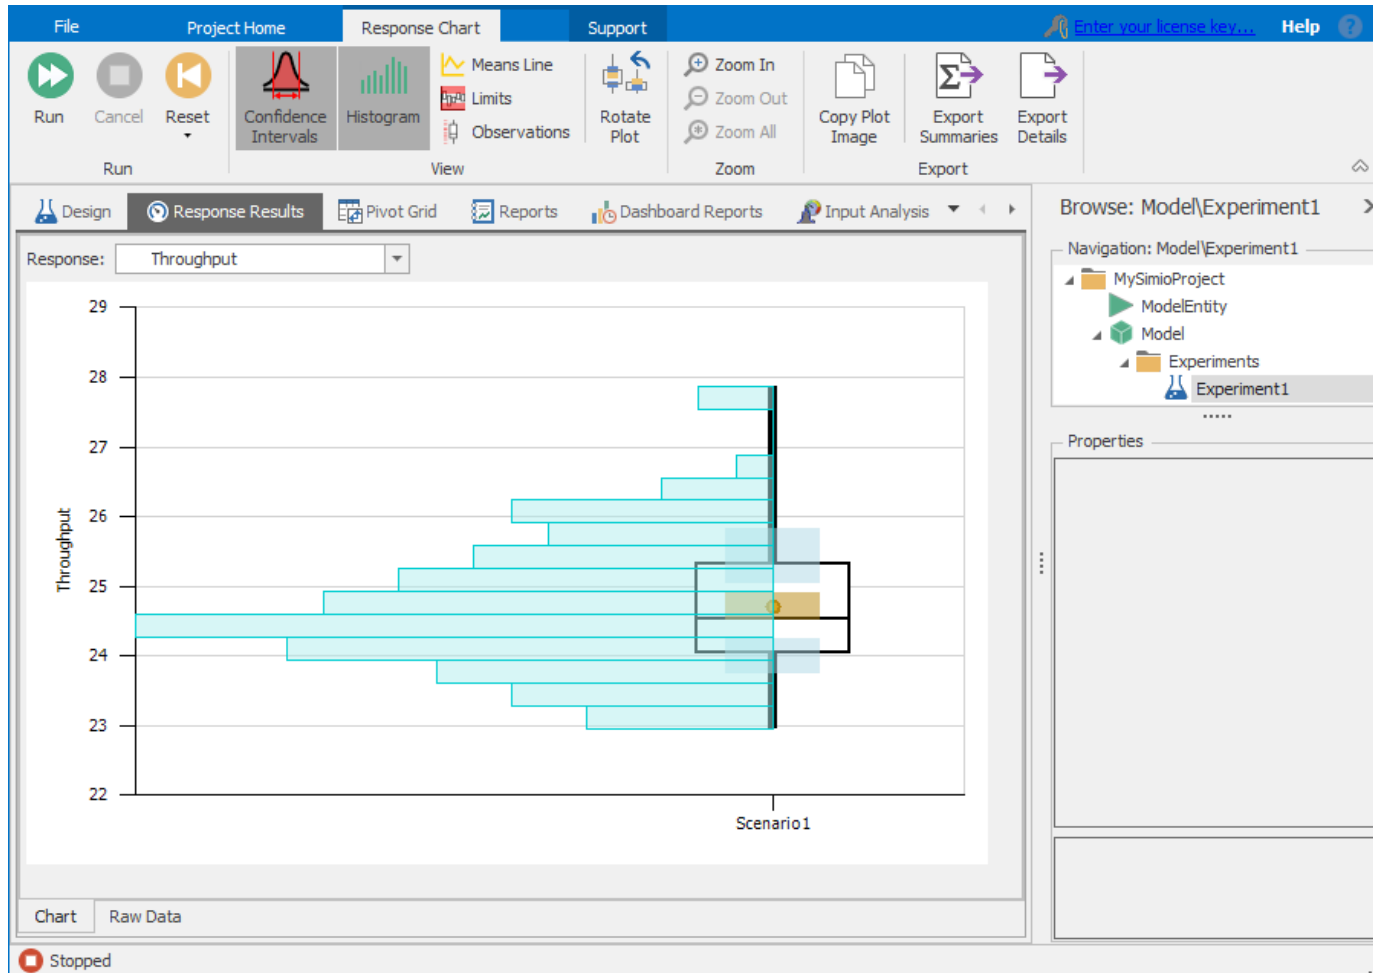 File Project Home Response Chart Support Enter your license key... Help ?
Run Cancel Reset Confidence Intervals Histogram Means Line Limits Observations Rotate Plot Zoom In Zoom Out Zoom All Copy Plot Image Export Summaries Export Details
Run View Zoom Export
Design Response Results Pivot Grid Reports Dashboard Reports Input Analysis
Browse: Model\Experiment1
Navigation: Model\Experiment1
MySimioProject
ModelEntity
Model
Experiments
Experiment1
Properties
Response: Throughput
29
28
27
26
25
24
23
22
Throughput
Scenario1
Chart Raw Data
Stopped